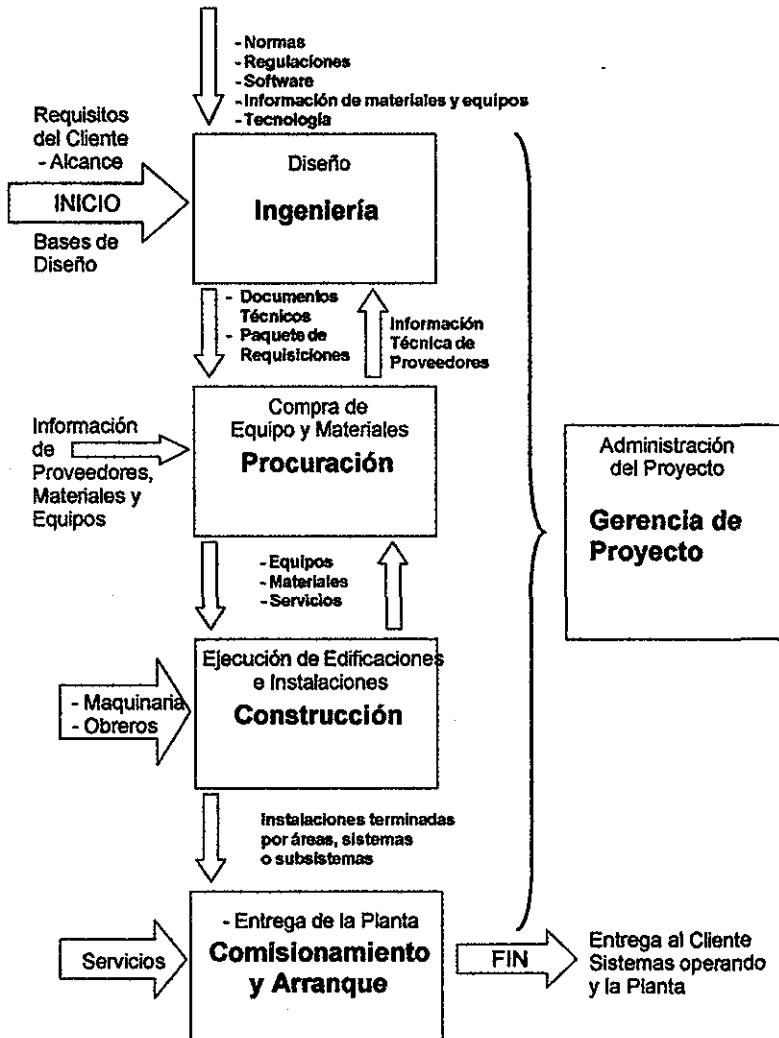 - Normas
- Regulaciones
- Software
- Información de materiales y equipos
- Tecnología
Requisitos
del Cliente
- Alcance
INICIO
Bases de
Diseño
Diseño
Ingeniería
- Documentos
Técnicos
- Paquete de
Requisiciones
Información
Técnica de
Proveedores
Información
de
Proveedores,
Materiales y
Equipos
Compra de
Equipo y Materiales
Procuración
Administración
del Proyecto
Gerencia de
Proyecto
- Equipos
- Materiales
- Servicios
- Maquinaria
- Obreros
Ejecución de Edificaciones
e Instalaciones
Construcción
Instalaciones terminadas
por áreas, sistemas
o subsistemas
Servicios
- Entrega de la Planta
Comisionamiento
y Arranque
FIN
Entrega al Cliente
Sistemas operando
y la Planta